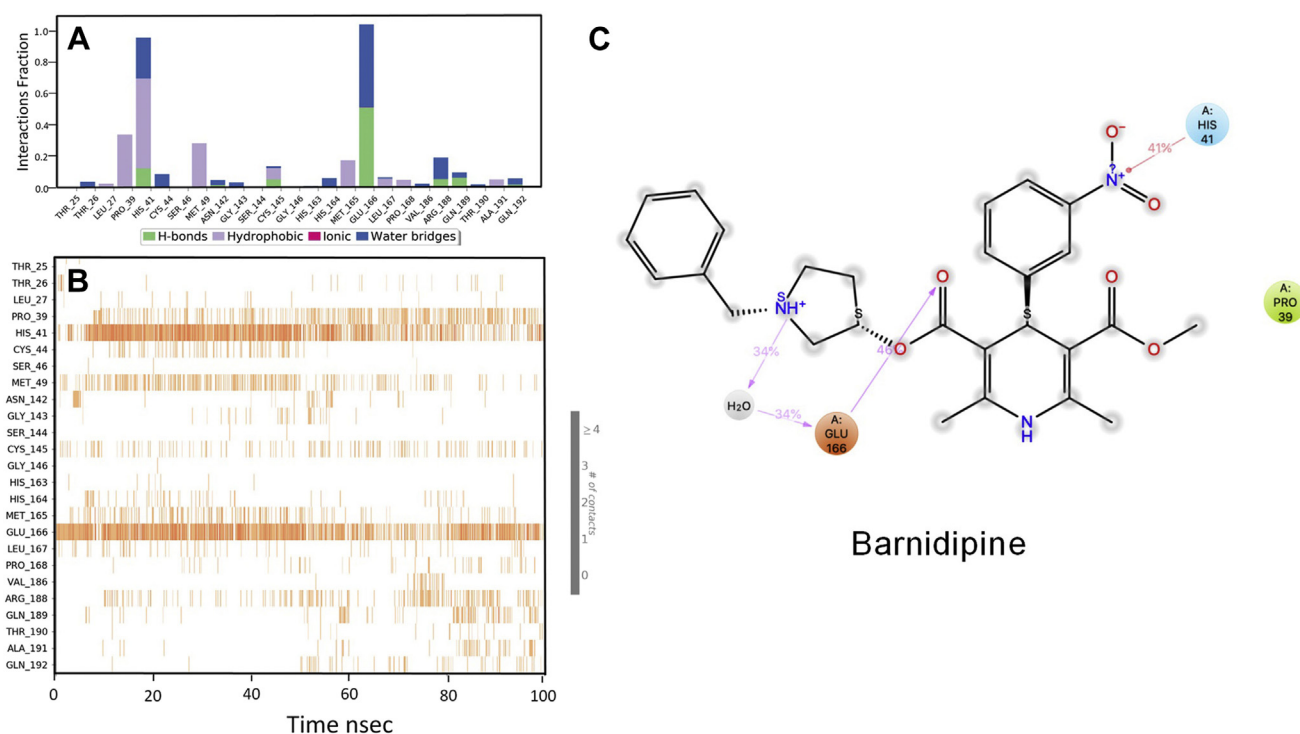 A
Interactions Fraction
1.0
0.8
0.6
0.4
0.2
0.0
THR_25
THR_26
LEU_27
PRO_39
HIS_41
CYS_44
SER_46
MET_49
ASN_142
GLY_143
SER_144
CYS_145
GLY_146
HIS_163
HIS_164
MET_165
GLU_166
LEU_167
PRO_168
VAL_186
ARG_188
GLN_189
THR_190
ALA_191
GLN_192
H-bonds Hydrophobic Ionic Water bridges
B
THR_25
THR_26
LEU_27
PRO_39
HIS_41
CYS_44
SER_46
MET_49
ASN_142
GLY_143
SER_144
CYS_145
GLY_146
HIS_163
HIS_164
MET_165
GLU_166
LEU_167
PRO_168
VAL_186
ARG_188
GLN_189
THR_190
ALA_191
GLN_192
0 20 40 60 80 100
Time nsec
≥4
3
2
1
0
# of contacts
C
O⁻
N⁺
O
41%
A:
HIS
41
S
NH⁺
S
O
O
S
O
O
N
H
34%
H₂O
34%
46%
A:
GLU
166
A:
PRO
39
Barnidipine